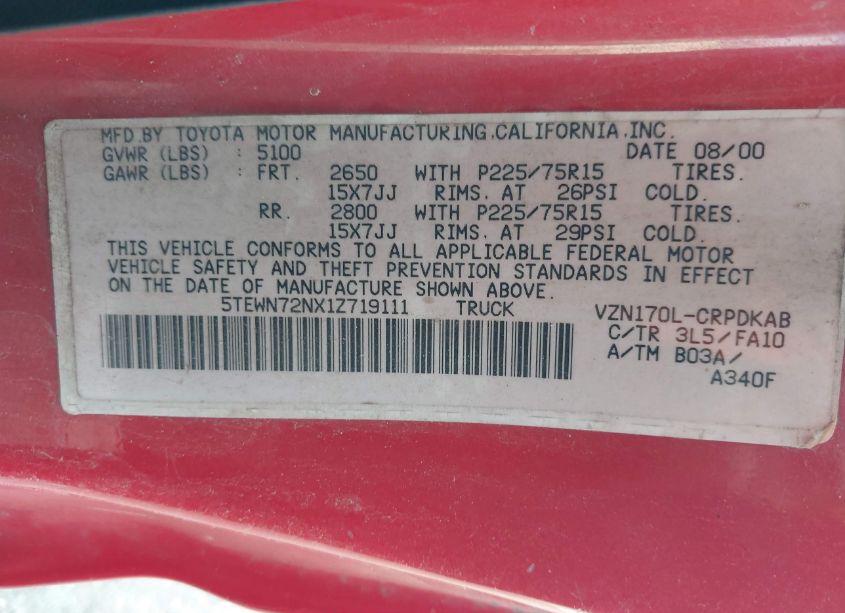 MFD.BY TOYOTA MOTOR MANUFACTURING,CALIFORNIA,INC.
GVWR (LBS) : 5100 DATE 08/00
GAWR (LBS) : FRT. 2650 WITH P225/75R15 TIRES.
15X7JJ RIMS. AT 26PSI COLD.
RR. 2800 WITH P225/75R15 TIRES.
15X7JJ RIMS. AT 29PSI COLD.
THIS VEHICLE CONFORMS TO ALL APPLICABLE FEDERAL MOTOR
VEHICLE SAFETY AND THEFT PREVENTION STANDARDS IN EFFECT
ON THE DATE OF MANUFACTURE SHOWN ABOVE.
5TEWN72NX1Z719111 TRUCK VZN170L-CRPDKAB
C/TR 3L5/FA10
A/TM B03A/
A340F